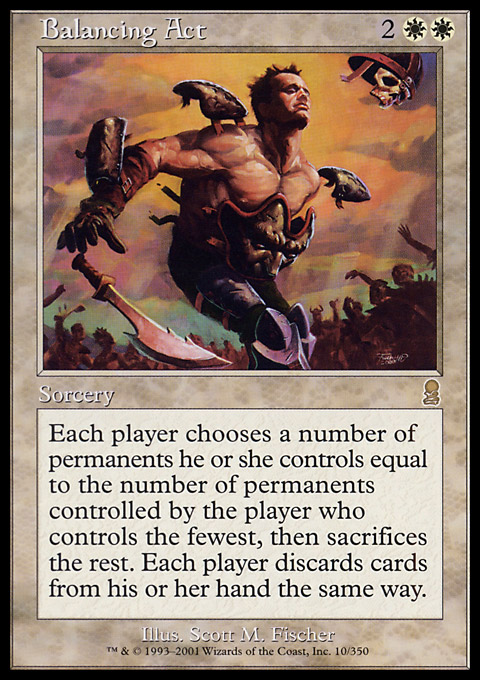 Balancing Act 2
Sorcery
Each player chooses a number of
permanents he or she controls equal
to the number of permanents
controlled by the player who
controls the fewest, then sacrifices
the rest. Each player discards cards
from his or her hand the same way.
Illus. Scott M. Fischer
™ & © 1993–2001 Wizards of the Coast, Inc. 10/350